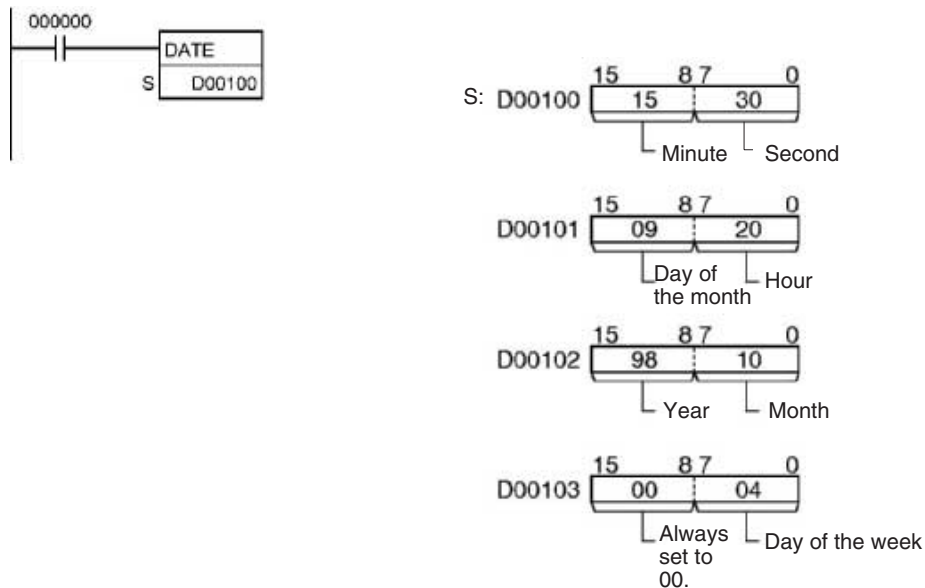 000000
DATE
S D00100
15 8 7 0
S: D00100 15 30
Minute Second
15 8 7 0
D00101 09 20
Day of
the month
Hour
15 8 7 0
D00102 98 10
Year Month
15 8 7 0
D00103 00 04
Always
set to
00.
Day of the week